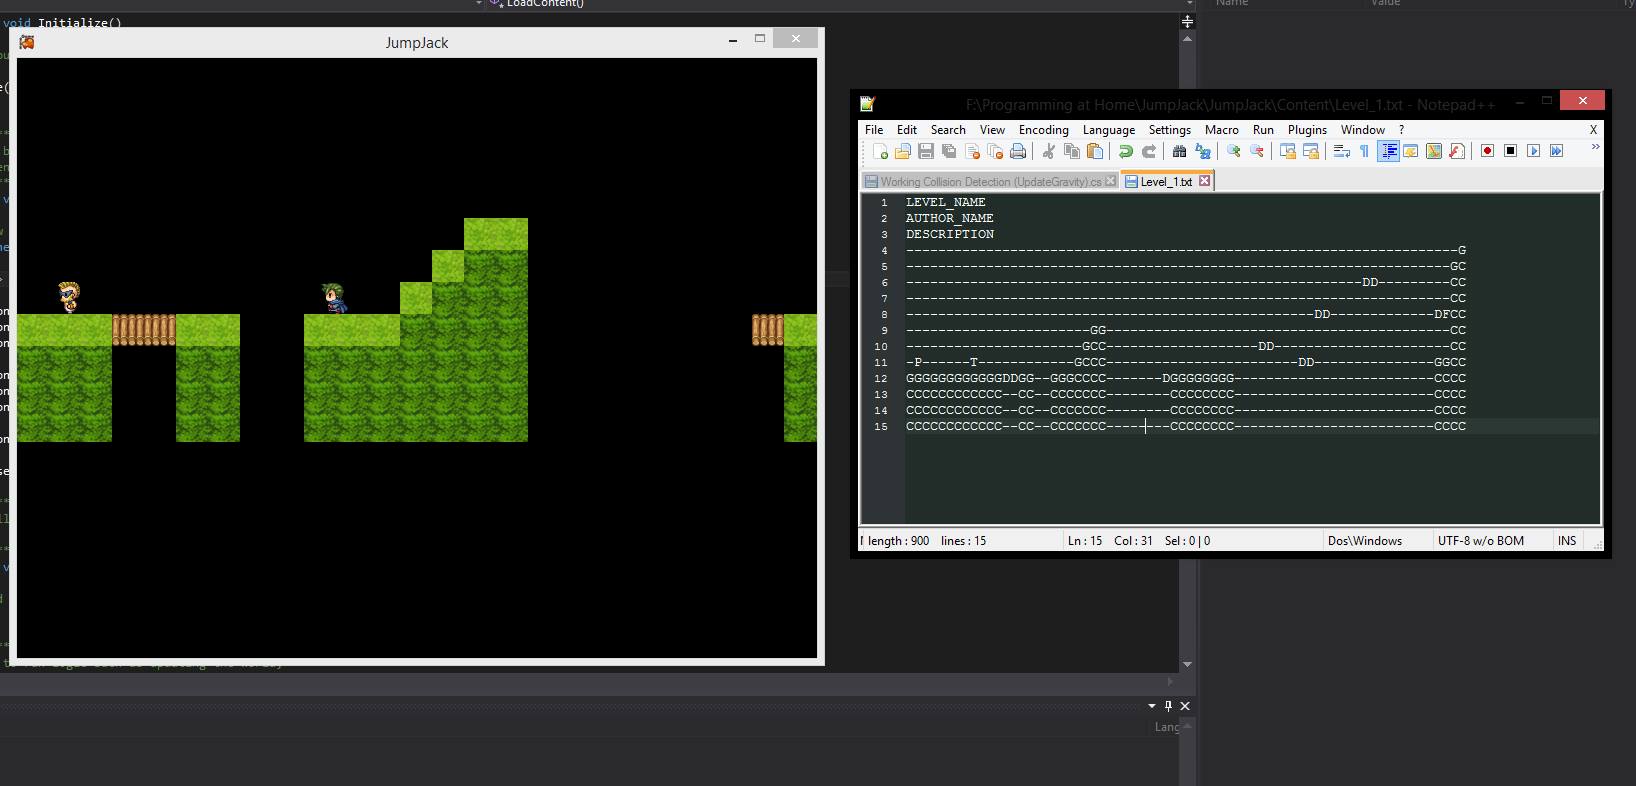 LoadContent()
Name Value Ty
void Initialize()
JumpJack
F:\Programming at Home\JumpJack\JumpJack\Content\Level_1.txt - Notepad++
File Edit Search View Encoding Language Settings Macro Run Plugins Window ? X
Working Collision Detection (UpdateGravity).cs Level_1.txt
1 LEVEL_NAME
2 AUTHOR_NAME
3 DESCRIPTION
4 ---------------------------------------------------------------------G
5 --------------------------------------------------------------------GC
6 ---------------------------------------------------------DD---------CC
7 --------------------------------------------------------------------CC
8 ---------------------------------------------------DD-------------DFCC
9 -----------------------GG-------------------------------------------CC
10 ----------------------GCC-------------------DD----------------------CC
11 -P------T------------GCCC------------------------DD---------------GGCC
12 GGGGGGGGGGGGDDGG--GGGCCCC-------DGGGGGGGG-------------------------CCCC
13 CCCCCCCCCCCC--CC--CCCCCCC--------CCCCCCCC-------------------------CCCC
14 CCCCCCCCCCCC--CC--CCCCCCC--------CCCCCCCC-------------------------CCCC
15 CCCCCCCCCCCC--CC--CCCCCCC--------CCCCCCCC-------------------------CCCC
length : 900 lines : 15 Ln : 15 Col : 31 Sel : 0 | 0 Dos\Windows UTF-8 w/o BOM INS
Lang